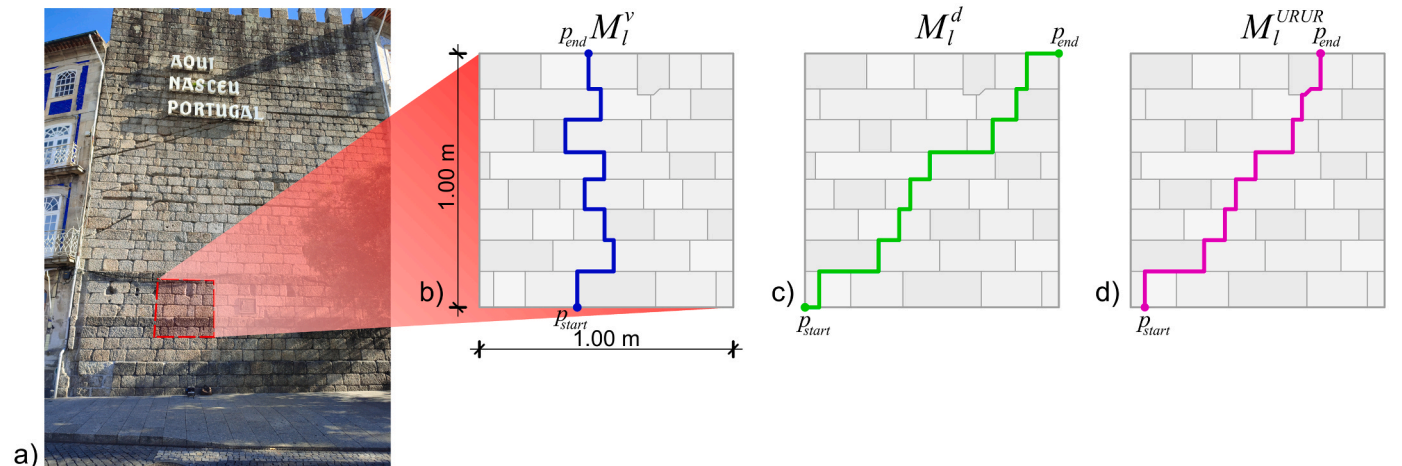 a)
AQUI
NASCEU
PORTUGAL
b)
1.00 m
1.00 m
p_end M_l^v
p_start
c)
M_l^d
p_end
p_start
d)
M_l^URUR
p_end
p_start